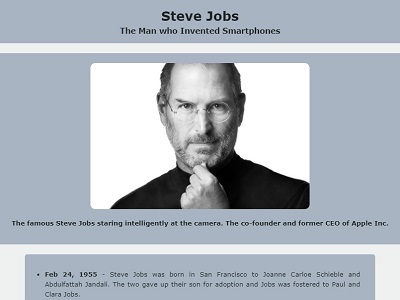 Steve Jobs
The Man who Invented Smartphones
The famous Steve Jobs staring intelligently at the camera. The co-founder and former CEO of Apple Inc.
• Feb 24, 1955 - Steve Jobs was born in San Francisco to Joanne Carloe Schieble and
Abdulfattah Jandali. The two gave up their son for adoption and Jobs was fostered to Paul and
Clara Jobs.